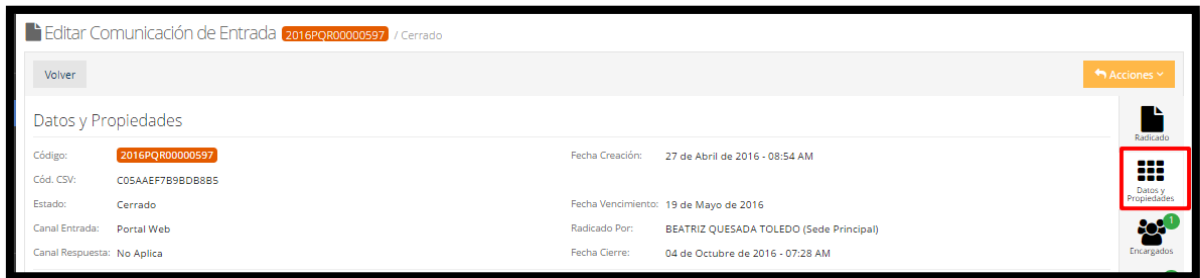 Editar Comunicación de Entrada 2016PQR00000597 / Cerrado
Volver
Acciones
Datos y Propiedades
Código: 2016PQR00000597 Fecha Creación: 27 de Abril de 2016 - 08:54 AM
Cód. CSV: C05AAEF7B9BDB8B5
Estado: Cerrado Fecha Vencimiento: 19 de Mayo de 2016
Canal Entrada: Portal Web Radicado Por: BEATRIZ QUESADA TOLEDO (Sede Principal)
Canal Respuesta: No Aplica Fecha Cierre: 04 de Octubre de 2016 - 07:28 AM
Radicado
Datos y
Propiedades
1
Encargados